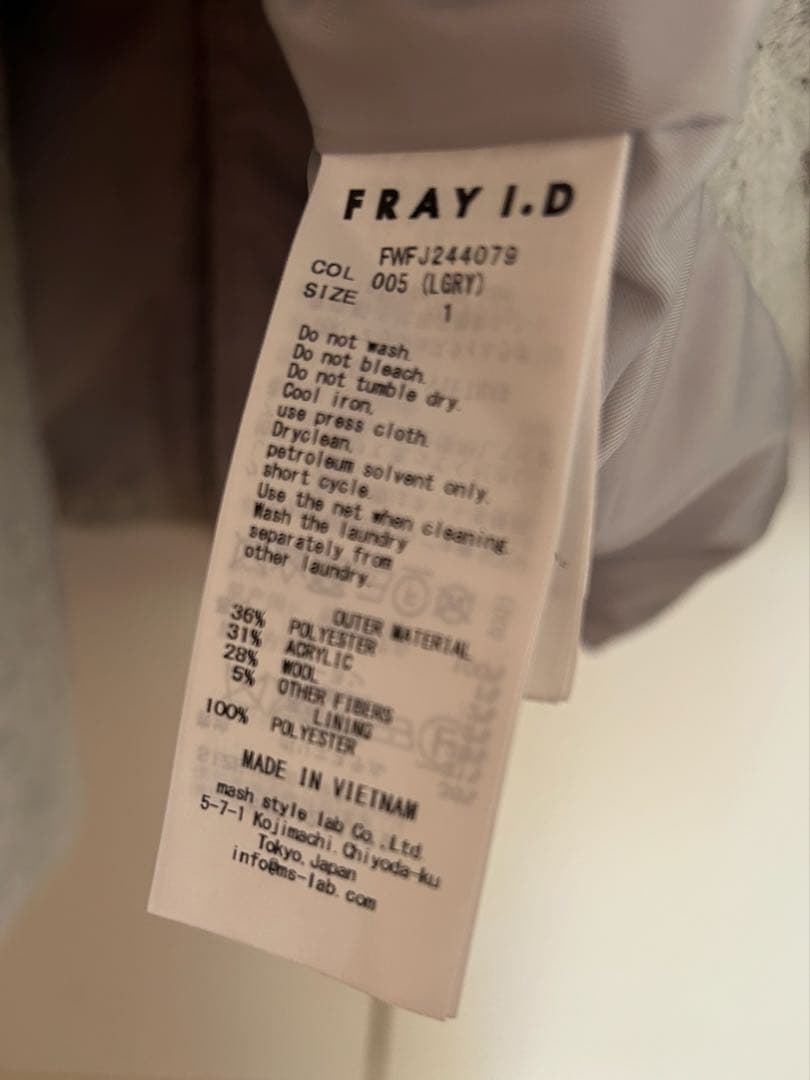 FRAY I.D
FWFJ244079
COL 005 (LGRY)
SIZE 1
Do not wash.
Do not bleach.
Do not tumble dry.
Cool iron,
use press cloth.
Dryclean,
petroleum solvent only.
short cycle.
Use the net when cleaning.
Wash the laundry
separately from
other laundry.
OUTER MATERIAL
36% POLYESTER
31% ACRYLIC
28% WOOL
5% OTHER FIBERS
LINING
100% POLYESTER
MADE IN VIETNAM
mash style lab Co.,Ltd.
5-7-1 Kojimachi.Chiyoda-ku
Tokyo,Japan
info@ms-lab.com